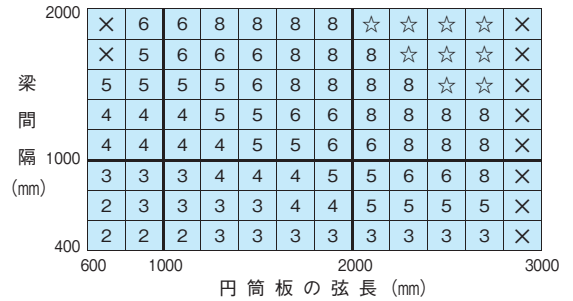 2000
× 6 6 8 8 8 8 ☆ ☆ ☆ ☆ ×
× 5 6 6 6 8 8 8 ☆ ☆ ☆ ×
5 5 5 5 6 8 8 8 8 ☆ ☆ ×
4 4 4 5 5 6 6 8 8 8 8 ×
4 4 4 4 5 5 6 6 8 8 8 ×
1000
3 3 3 4 4 4 5 5 6 6 8 ×
2 3 3 3 3 4 4 5 5 5 5 ×
2 2 2 3 3 3 3 3 3 3 3 ×
400
梁間隔(mm)
600 1000 2000 3000
円筒板の弦長(mm)